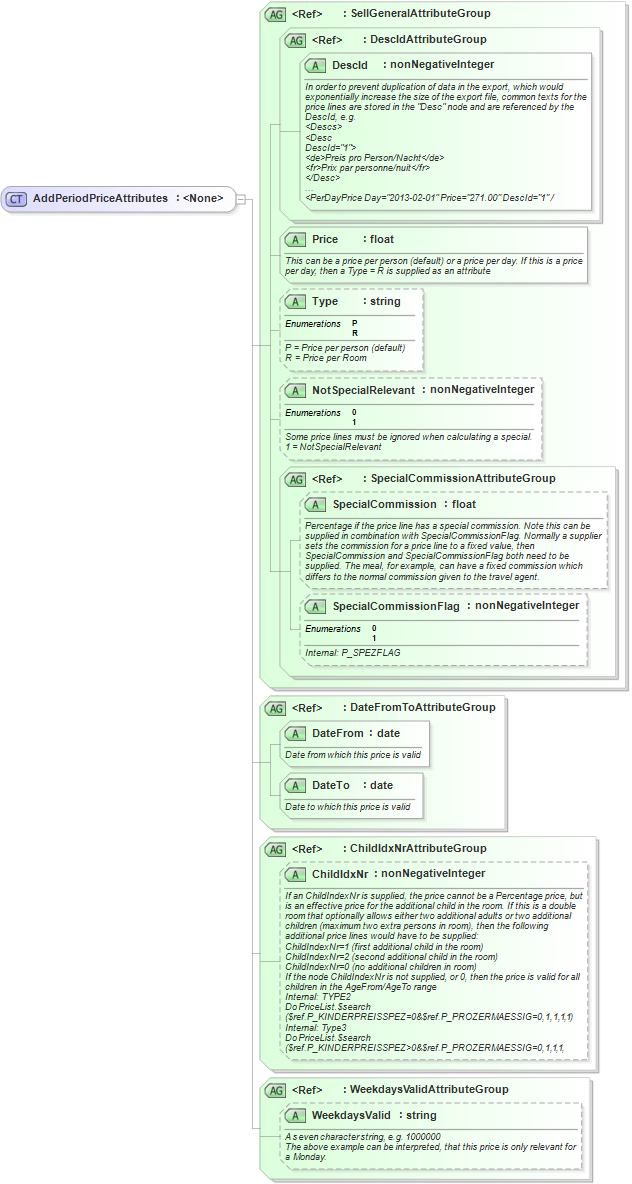 AG <Ref> : SellGeneralAttributeGroup
AG <Ref> : DescIdAttributeGroup
A DescId : nonNegativeInteger
In order to prevent duplication of data in the export, which would
exponentially increase the size of the export file, common texts for the
price lines are stored in the "Desc" node and are referenced by the
DescId, e.g.
<Descs>
<Desc
DescId="1">
<de>Preis pro Person/Nacht</de>
<fr>Prix par personne/nuit</fr>
</Desc>
...
<PerDayPrice Day="2013-02-01" Price="271.00" DescId="1" /
CT AddPeriodPriceAttributes : <None>
A Price : float
This can be a price per person (default) or a price per day. If this is a price
per day, then a Type = R is supplied as an attribute
A Type : string
Enumerations P
R
P = Price per person (default)
R = Price per Room
A NotSpecialRelevant : nonNegativeInteger
Enumerations 0
1
Some price lines must be ignored when calculating a special.
1 = NotSpecialRelevant
AG <Ref> : SpecialCommissionAttributeGroup
A SpecialCommission : float
Percentage if the price line has a special commission. Note this can be
supplied in combination with SpecialCommissionFlag. Normally a supplier
sets the commission for a price line to a fixed value, then
SpecialCommission and SpecialCommissionFlag both need to be
supplied. The meal, for example, can have a fixed commission which
differs to the normal commission given to the travel agent.
A SpecialCommissionFlag : nonNegativeInteger
Enumerations 0
1
Internal: P_SPEZFLAG
AG <Ref> : DateFromToAttributeGroup
A DateFrom : date
Date from which this price is valid
A DateTo : date
Date to which this price is valid
AG <Ref> : ChildIdxNrAttributeGroup
A ChildIdxNr : nonNegativeInteger
If an ChildIndexNr is supplied, the price cannot be a Percentage price, but
is an effective price for the additional child in the room. If this is a double
room that optionally allows either two additional adults or two additional
children (maximum two extra persons in room), then the following
additional price lines would have to be supplied:
ChildIndexNr=1 (first additional child in the room)
ChildIndexNr=2 (second additional child in the room)
ChildIndexNr=0 (no additional children in room)
If the node ChildIndexNr is not supplied, or 0, then the price is valid for all
children in the AgeFrom/AgeTo range
Internal: TYPE2
DoPriceList.$search
($ref.P_KINDERPREISSPEZ=0&$ref.P_PROZERMAESSIG=0,1,1,1,1)
Internal: Type3
DoPriceList.$search
($ref.P_KINDERPREISSPEZ>0&$ref.P_PROZERMAESSIG=0,1,1,1,
AG <Ref> : WeekdaysValidAttributeGroup
A WeekdaysValid : string
A seven character string, e.g. 1000000
The above example can be interpreted, that this price is only relevant for
a Monday.